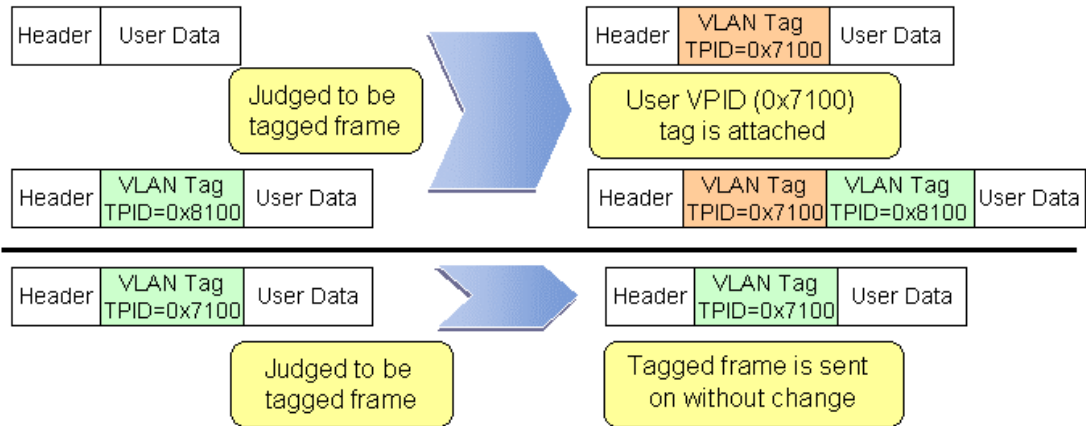 Header User Data
Header VLAN Tag TPID=0x7100 User Data
Judged to be
tagged frame
User VPID (0x7100)
tag is attached
Header VLAN Tag TPID=0x8100 User Data
Header VLAN Tag TPID=0x7100 VLAN Tag TPID=0x8100 User Data
Header VLAN Tag TPID=0x7100 User Data
Header VLAN Tag TPID=0x7100 User Data
Judged to be
tagged frame
Tagged frame is sent
on without change